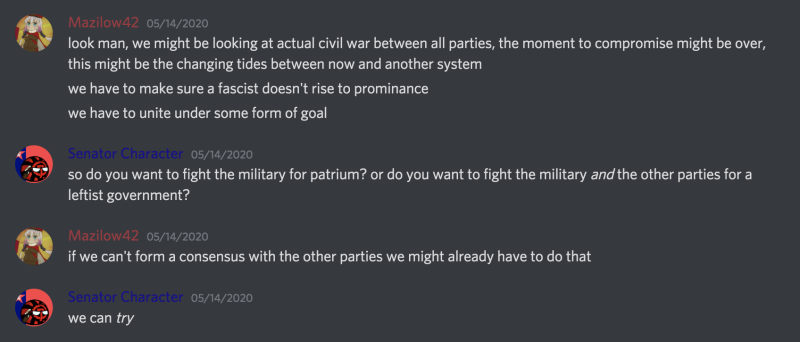 Mazilow42 05/14/2020
look man, we might be looking at actual civil war between all parties, the moment to compromise might be over,
this might be the changing tides between now and another system
we have to make sure a fascist doesn't rise to prominance
we have to unite under some form of goal
Senator Character 05/14/2020
so do you want to fight the military for patrium? or do you want to fight the military and the other parties for a
leftist government?
Mazilow42 05/14/2020
if we can't form a consensus with the other parties we might already have to do that
Senator Character 05/14/2020
we can try